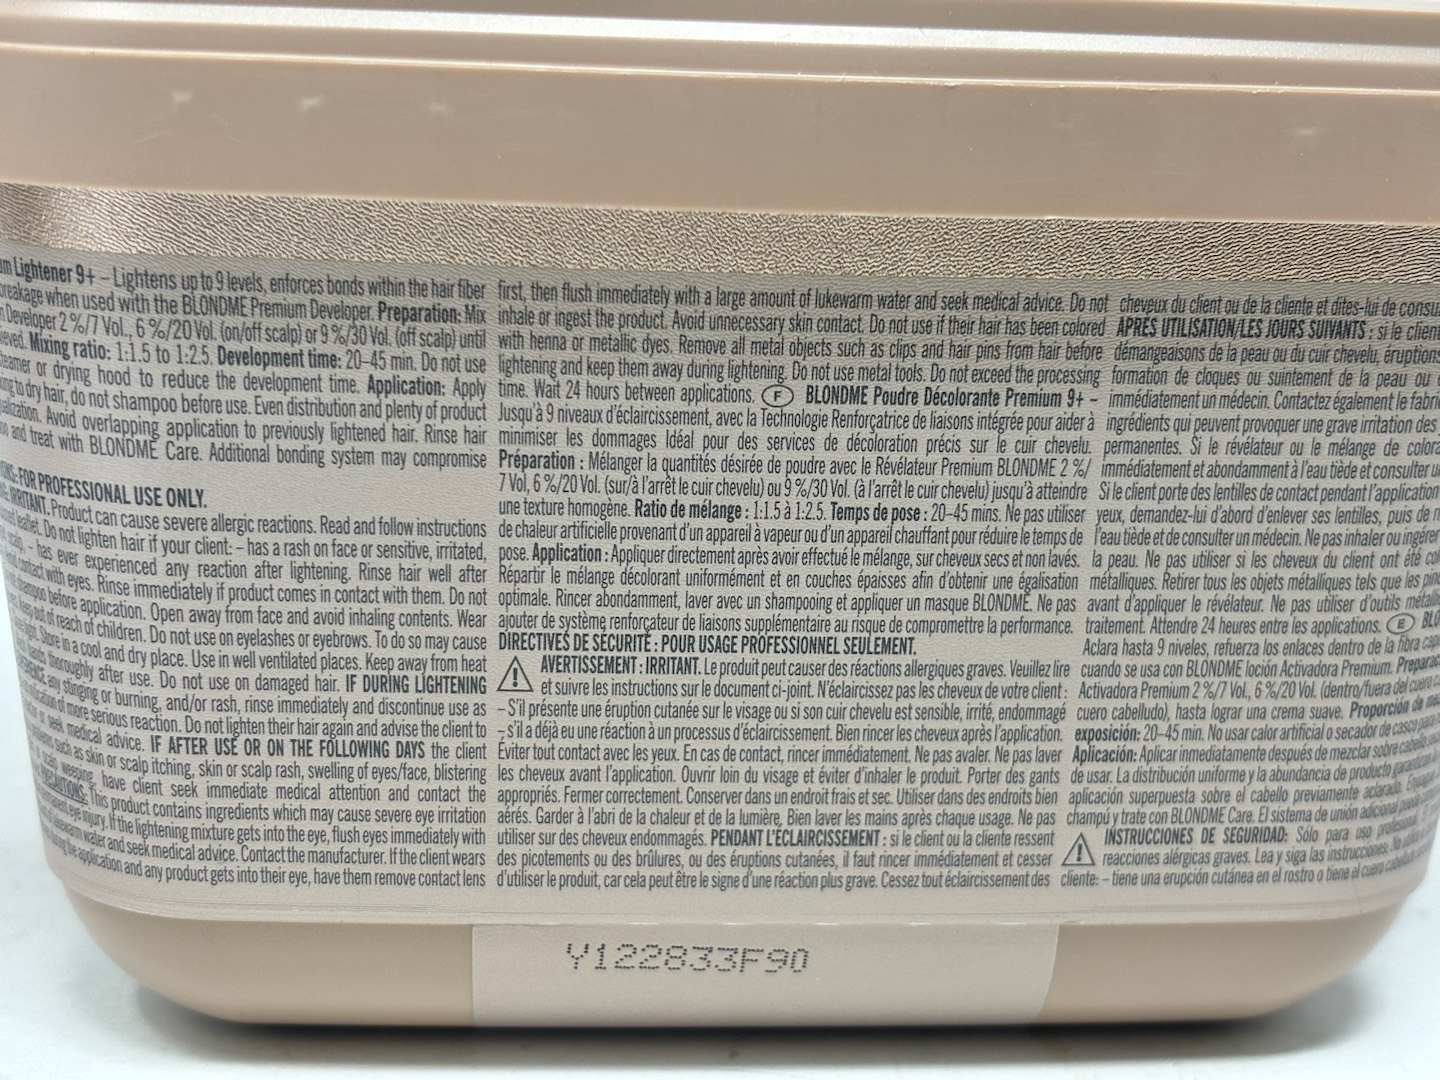 um Lightener 9+ – Lightens up to 9 levels, enforces bonds within the hair fiber
breakage when used with the BLONDME Premium Developer. Preparation: Mix
Developer 2 %/7 Vol., 6 %/20 Vol. (on/off scalp) or 9 %/30 Vol. (off scalp) until
Mixing ratio: 1:1.5 to 1:2.5. Development time: 20–45 min. Do not use
or drying hood to reduce the development time. Application: Apply
to dry hair, do not shampoo before use. Even distribution and plenty of product
Avoid overlapping application to previously lightened hair. Rinse hair
and treat with BLONDME Care. Additional bonding system may compromise
FOR PROFESSIONAL USE ONLY.
IRRITANT. Product can cause severe allergic reactions. Read and follow instructions
leaflet. Do not lighten hair if your client: – has a rash on face or sensitive, irritated,
– has ever experienced any reaction after lightening. Rinse hair well after
contact with eyes. Rinse immediately if product comes in contact with them. Do not
shampoo before application. Open away from face and avoid inhaling contents. Wear
out of reach of children. Do not use on eyelashes or eyebrows. To do so may cause
Store in a cool and dry place. Use in well ventilated places. Keep away from heat
thoroughly after use. Do not use on damaged hair. IF DURING LIGHTENING
any stinging or burning, and/or rash, rinse immediately and discontinue use as
of more serious reaction. Do not lighten their hair again and advise the client to
seek medical advice. IF AFTER USE OR ON THE FOLLOWING DAYS the client
such as skin or scalp itching, skin or scalp rash, swelling of eyes/face, blistering
weeping, have client seek immediate medical attention and contact the
This product contains ingredients which may cause severe eye irritation
eye injury. If the lightening mixture gets into the eye, flush eyes immediately with
water and seek medical advice. Contact the manufacturer. If the client wears
the application and any product gets into their eye, have them remove contact lens
first, then flush immediately with a large amount of lukewarm water and seek medical advice. Do not
inhale or ingest the product. Avoid unnecessary skin contact. Do not use if their hair has been colored
with henna or metallic dyes. Remove all metal objects such as clips and hair pins from hair before
lightening and keep them away during lightening. Do not use metal tools. Do not exceed the processing
time. Wait 24 hours between applications. F BLONDME Poudre Décolorante Premium 9+ –
Jusqu'à 9 niveaux d'éclaircissement, avec la Technologie Renforçatrice de liaisons intégrée pour aider à
minimiser les dommages Idéal pour des services de décoloration précis sur le cuir chevelu.
Préparation : Mélanger la quantités désirée de poudre avec le Révélateur Premium BLONDME 2 %/
7 Vol, 6 %/20 Vol. (sur/à l'arrêt le cuir chevelu) ou 9 %/30 Vol. (à l'arrêt le cuir chevelu) jusqu'à atteindre
une texture homogène. Ratio de mélange : 1:1.5 à 1:2.5. Temps de pose : 20–45 mins. Ne pas utiliser
de chaleur artificielle provenant d'un appareil à vapeur ou d'un appareil chauffant pour réduire le temps de
pose. Application : Appliquer directement après avoir effectué le mélange, sur cheveux secs et non lavés.
Répartir le mélange décolorant uniformément et en couches épaisses afin d'obtenir une égalisation
optimale. Rincer abondamment, laver avec un shampooing et appliquer un masque BLONDME. Ne pas
ajouter de système renforçateur de liaisons supplémentaire au risque de compromettre la performance.
DIRECTIVES DE SÉCURITÉ : POUR USAGE PROFESSIONNEL SEULEMENT.
AVERTISSEMENT : IRRITANT. Le produit peut causer des réactions allergiques graves. Veuillez lire
et suivre les instructions sur le document ci-joint. N'éclaircissez pas les cheveux de votre client :
– S'il présente une éruption cutanée sur le visage ou si son cuir chevelu est sensible, irrité, endommagé
– s'il a déjà eu une réaction à un processus d'éclaircissement. Bien rincer les cheveux après l'application.
Éviter tout contact avec les yeux. En cas de contact, rincer immédiatement. Ne pas avaler. Ne pas laver
les cheveux avant l'application. Ouvrir loin du visage et éviter d'inhaler le produit. Porter des gants
appropriés. Fermer correctement. Conserver dans un endroit frais et sec. Utiliser dans des endroits bien
aérés. Garder à l'abri de la chaleur et de la lumière, Bien laver les mains après chaque usage. Ne pas
utiliser sur des cheveux endommagés. PENDANT L'ÉCLAIRCISSEMENT : si le client ou la cliente ressent
des picotements ou des brûlures, ou des éruptions cutanées, il faut rincer immédiatement et cesser
d'utiliser le produit, car cela peut être le signe d'une réaction plus grave. Cessez tout éclaircissement des
cheveux du client ou de la cliente et dites-lui de consu
APRÈS UTILISATION/LES JOURS SUIVANTS : si le client
démangeaisons de la peau ou du cuir chevelu, éruptions
formation de cloques ou suintement de la peau ou
immédiatement un médecin. Contactez également le fabri
ingrédients qui peuvent provoquer une grave irritation des
permanentes. Si le révélateur ou le mélange de colora
immédiatement et abondamment à l'eau tiède et consulter u
Si le client porte des lentilles de contact pendant l'application
yeux, demandez-lui d'abord d'enlever ses lentilles, puis de
l'eau tiède et de consulter un médecin. Ne pas inhaler ou ingérer
la peau. Ne pas utiliser si les cheveux du client ont été co
métalliques. Retirer tous les objets métalliques tels que les pin
avant d'appliquer le révélateur. Ne pas utiliser d'outils métalli
traitement. Attendre 24 heures entre les applications. E BLO
Aclara hasta 9 niveles, refuerza los enlaces dentro de la fibra cap
cuando se usa con BLONDME loción Activadora Premium. Preparac
Activadora Premium 2 %/7 Vol., 6 %/20 Vol. (dentro/fuera del cuero
cuero cabelludo), hasta lograr una crema suave. Proporción de
exposición: 20–45 min. No usar calor artificial o secador de casco para
Aplicación: Aplicar inmediatamente después de mezclar sobre cabello
de usar. La distribución uniforme y la abundancia de producto garantizan
aplicación superpuesta sobre el cabello previamente aclarado.
champú y trate con BLONDME Care. El sistema de unión adicional puede
INSTRUCCIONES DE SEGURIDAD: Sólo para uso profesional.
reacciones alérgicas graves. Lea y siga las instrucciones.
cliente: – tiene una erupción cutánea en el rostro o tiene el cuero
Y122833F90